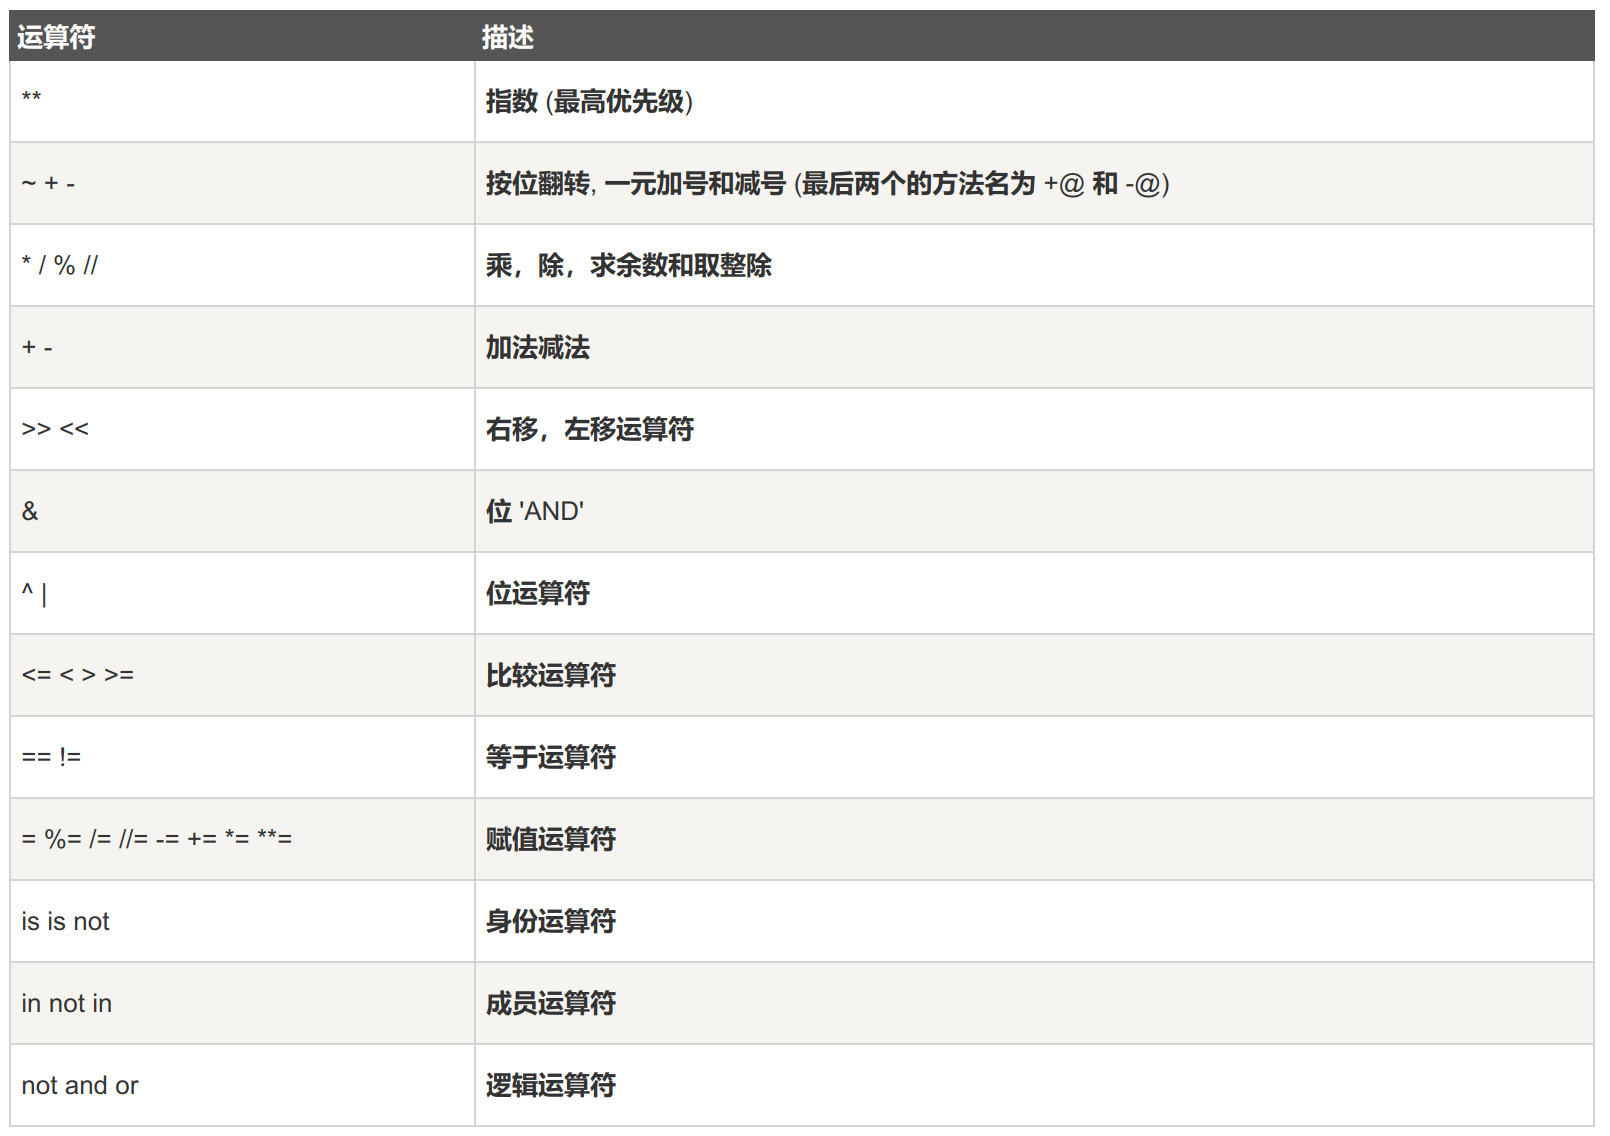 运算符 描述
** 指数 (最高优先级)
~ + - 按位翻转, 一元加号和减号 (最后两个的方法名为 +@ 和 -@)
* / % // 乘，除，求余数和取整除
+ - 加法减法
>> << 右移，左移运算符
& 位 'AND'
^ | 位运算符
<= < > >= 比较运算符
== != 等于运算符
= %= /= //= -= += *= **= 赋值运算符
is is not 身份运算符
in not in 成员运算符
not and or 逻辑运算符